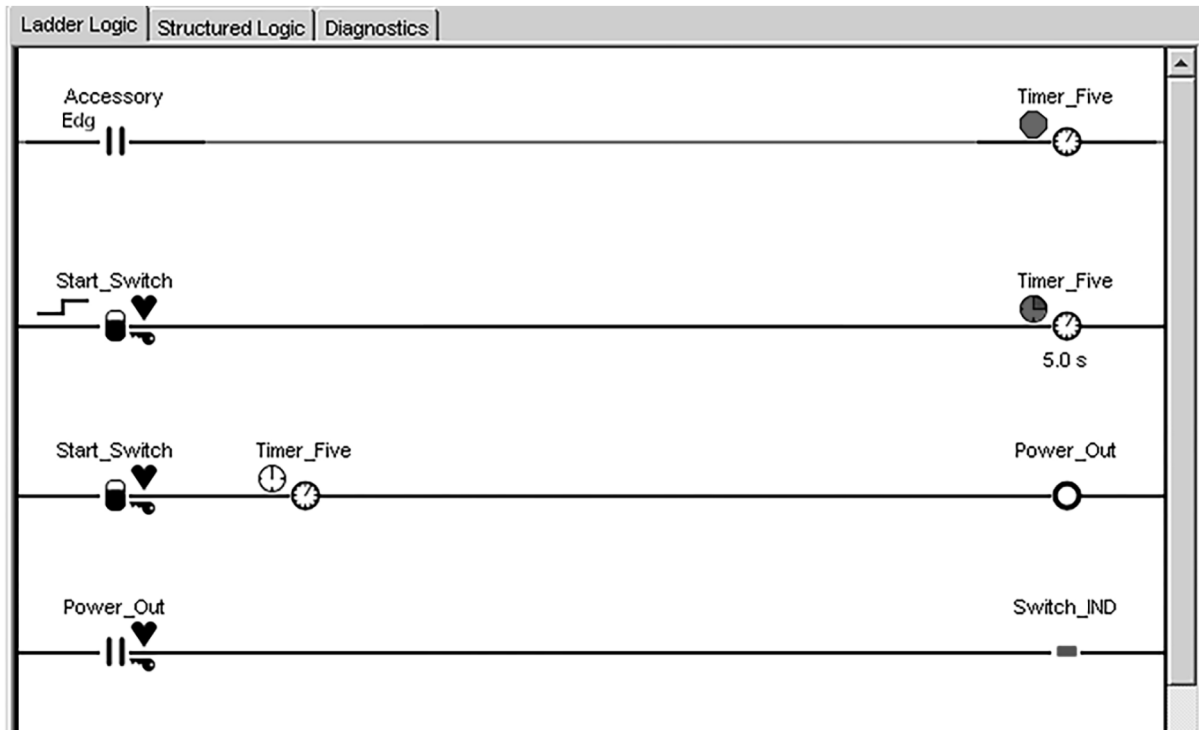 Ladder Logic
Structured Logic
Diagnostics
Accessory
Edg
Timer_Five
Start_Switch
Timer_Five
5.0 s
Start_Switch
Timer_Five
Power_Out
Power_Out
Switch_IND